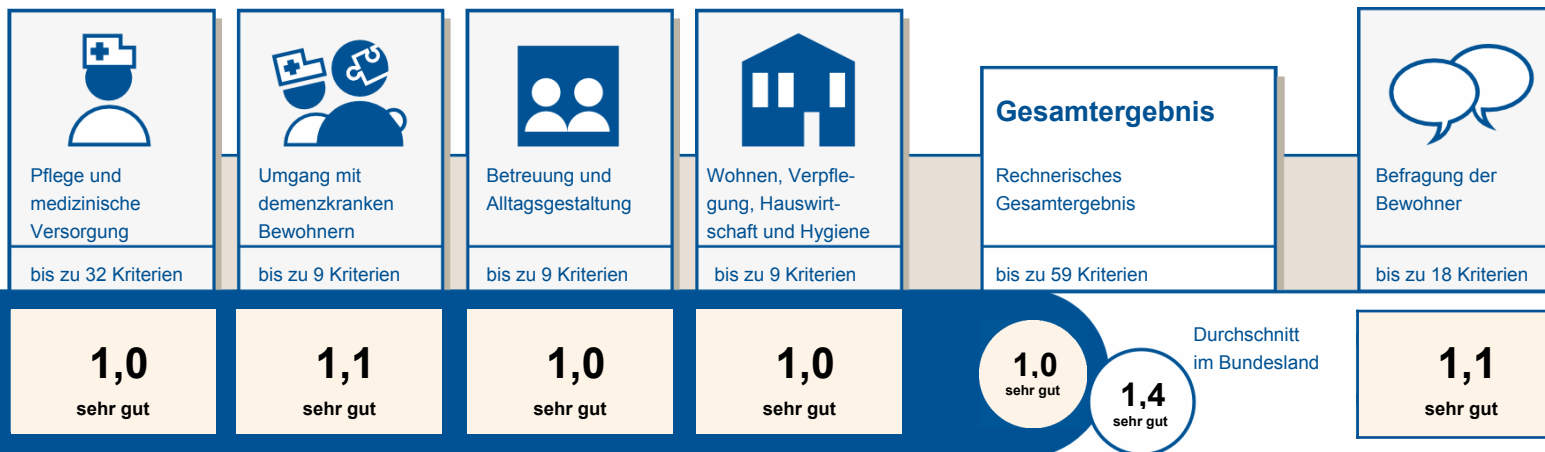 Pflege und
medizinische
Versorgung
bis zu 32 Kriterien
1,0
sehr gut
Umgang mit
demenzkranken
Bewohnern
bis zu 9 Kriterien
1,1
sehr gut
Betreuung und
Alltagsgestaltung
bis zu 9 Kriterien
1,0
sehr gut
Wohnen, Verpfle-
gung, Hauswirt-
schaft und Hygiene
bis zu 9 Kriterien
1,0
sehr gut
Gesamtergebnis
Rechnerisches
Gesamtergebnis
bis zu 59 Kriterien
1,0
sehr gut
Durchschnitt
im Bundesland
1,4
sehr gut
Befragung der
Bewohner
bis zu 18 Kriterien
1,1
sehr gut